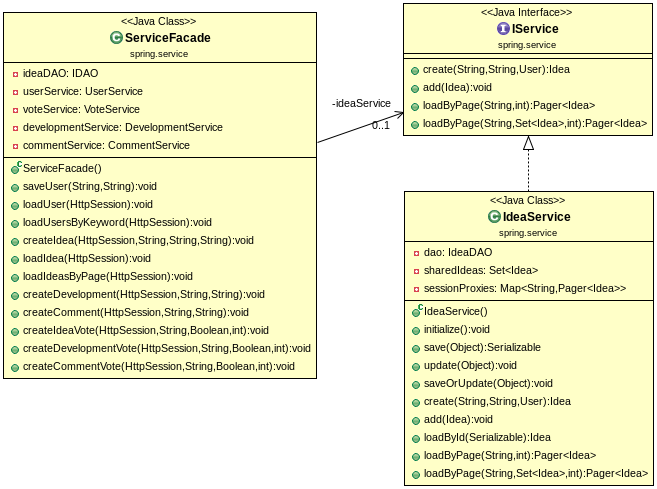 <<Java Class>>
ServiceFacade
spring.service
ideaDAO: IDAO
userService: UserService
voteService: VoteService
developmentService: DevelopmentService
commentService: CommentService
ServiceFacade()
saveUser(String,String):void
loadUser(HttpSession):void
loadUsersByKeyword(HttpSession):void
createIdea(HttpSession,String,String,String):void
loadIdea(HttpSession):void
loadIdeasByPage(HttpSession):void
createDevelopment(HttpSession,String,String):void
createComment(HttpSession,String,String):void
createIdeaVote(HttpSession,String,Boolean,int):void
createDevelopmentVote(HttpSession,String,Boolean,int):void
createCommentVote(HttpSession,String,Boolean,int):void
-ideaService
0..1
<<Java Interface>>
IService
spring.service
create(String,String,User):Idea
add(Idea):void
loadByPage(String,int):Pager<Idea>
loadByPage(String,Set<Idea>,int):Pager<Idea>
<<Java Class>>
IdeaService
spring.service
dao: IdeaDAO
sharedIdeas: Set<Idea>
sessionProxies: Map<String,Pager<Idea>>
IdeaService()
initialize():void
save(Object):Serializable
update(Object):void
saveOrUpdate(Object):void
create(String,String,User):Idea
add(Idea):void
loadById(Serializable):Idea
loadByPage(String,int):Pager<Idea>
loadByPage(String,Set<Idea>,int):Pager<Idea>